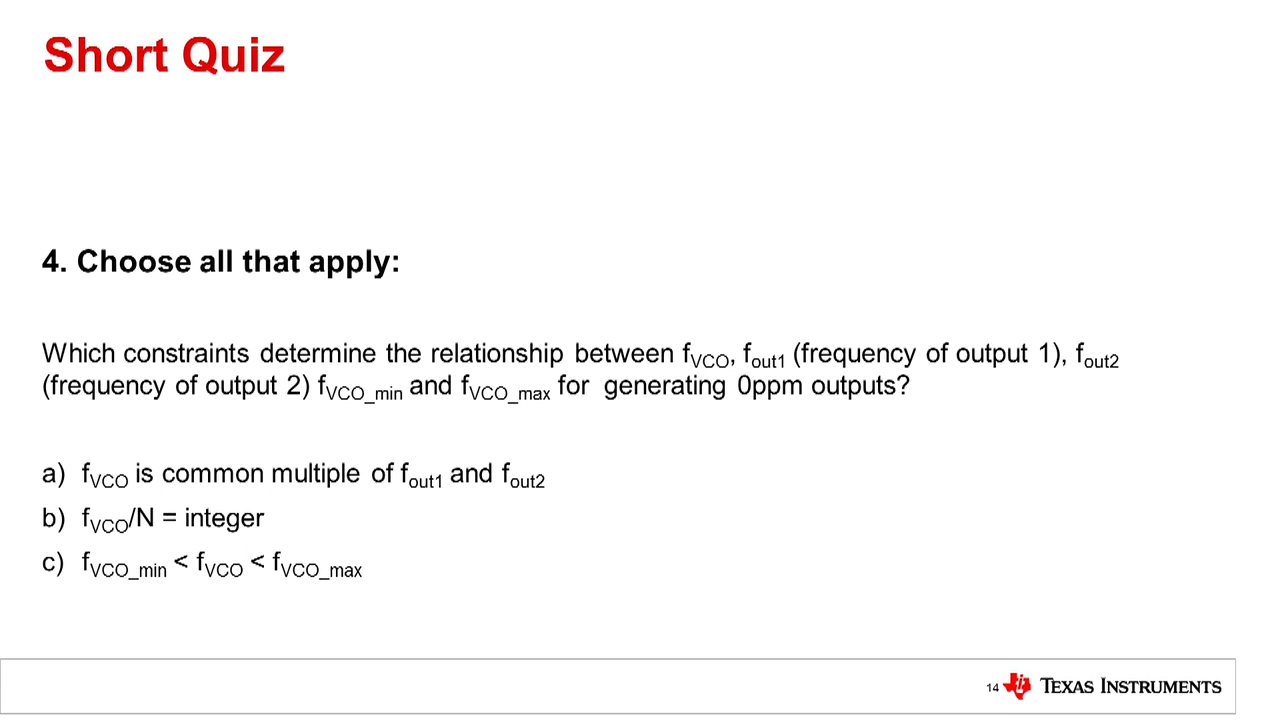 Short Quiz
4. Choose all that apply:
Which constraints determine the relationship between fVCO, fout1 (frequency of output 1), fout2
(frequency of output 2) fVCO_min and fVCO_max for generating 0ppm outputs?
a) fVCO is common multiple of fout1 and fout2
b) fVCO/N = integer
c) fVCO_min < fVCO < fVCO_max
14 TEXAS INSTRUMENTS